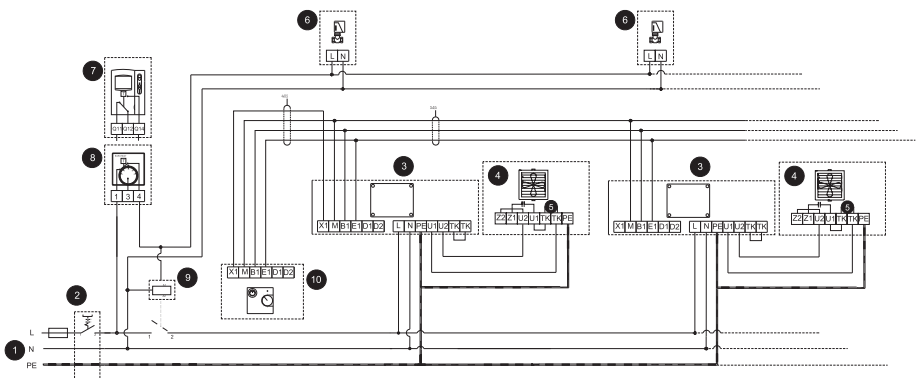 6 6
L N L N
7
Q11 Q12 Q14
8
1 3 4
3 4 3 4
5 5
X1 M B1 E1 D1 D2 L N PE U1 U2 TK TK
Z2 Z1 U2 U1 TK TK PE
X1 M B1 E1 D1 D2 L N PE U1 U2 TK TK
Z2 Z1 U2 U1 TK TK PE
9
X1 M B1 E1 D1 D2
10
2
1 2
L
1 N
PE